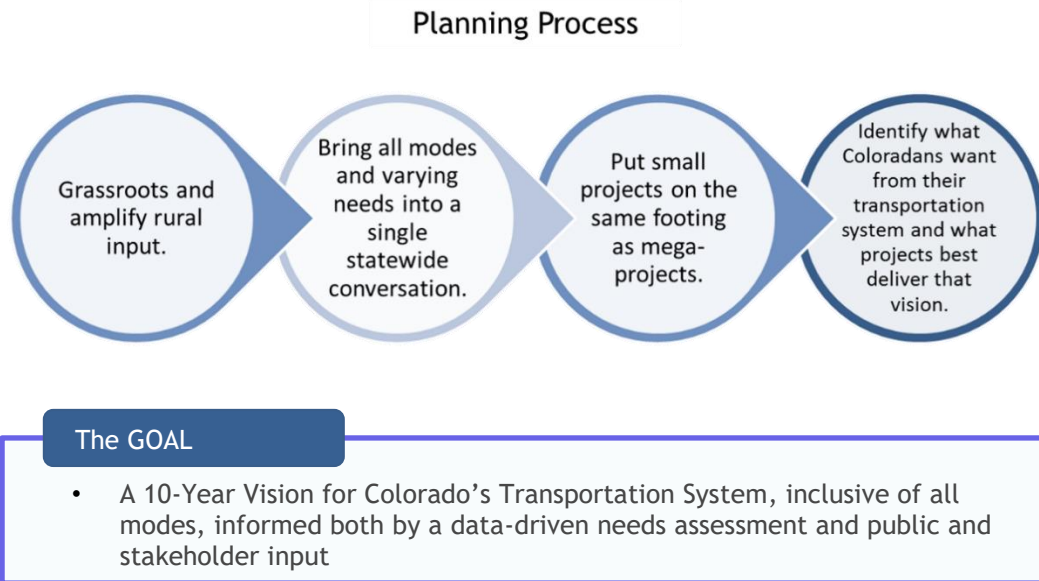 Planning Process
Grassroots and
amplify rural
input.
Bring all modes
and varying
needs into a
single
statewide
conversation.
Put small
projects on the
same footing
as mega-
projects.
Identify what
Coloradans want
from their
transportation
system and what
projects best
deliver that
vision.
The GOAL
• A 10-Year Vision for Colorado’s Transportation System, inclusive of all
modes, informed both by a data-driven needs assessment and public and
stakeholder input